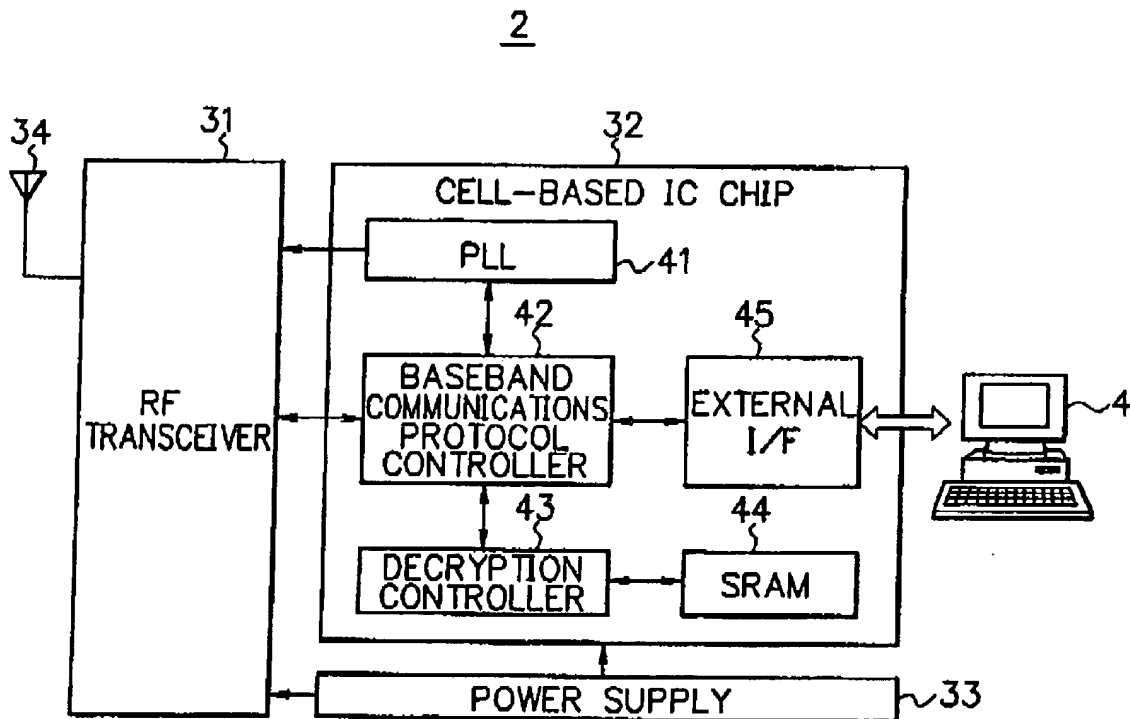 2
34
31
32
CELL-BASED IC CHIP
PLL
41
42
45
BASEBAND
COMMUNICATIONS
PROTOCOL
CONTROLLER
EXTERNAL
I/F
4
RF
TRANSCEIVER
43
44
DECRYPTION
CONTROLLER
SRAM
POWER SUPPLY
33